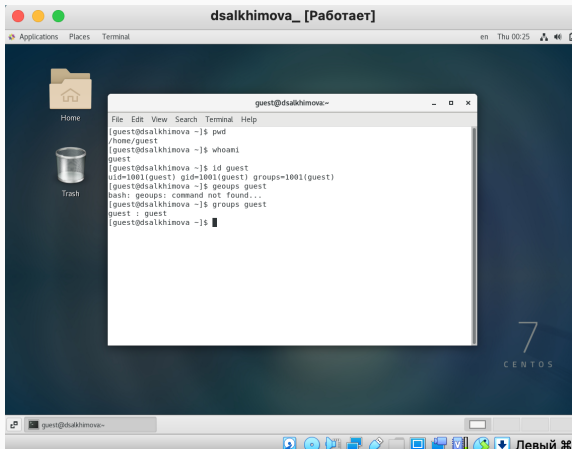 dsalkhimova_ [Работает]
Applications Places Terminal en Thu 00:25
Home
Trash
guest@dsalkhimova:~
File Edit View Search Terminal Help
[guest@dsalkhimova ~]$ pwd
/home/guest
[guest@dsalkhimova ~]$ whoami
guest
[guest@dsalkhimova ~]$ id guest
uid=1001(guest) gid=1001(guest) groups=1001(guest)
[guest@dsalkhimova ~]$ geoups guest
bash: geoups: command not found...
[guest@dsalkhimova ~]$ groups guest
guest : guest
[guest@dsalkhimova ~]$
7
CENTOS
guest@dsalkhimova:~
Левый ⌘